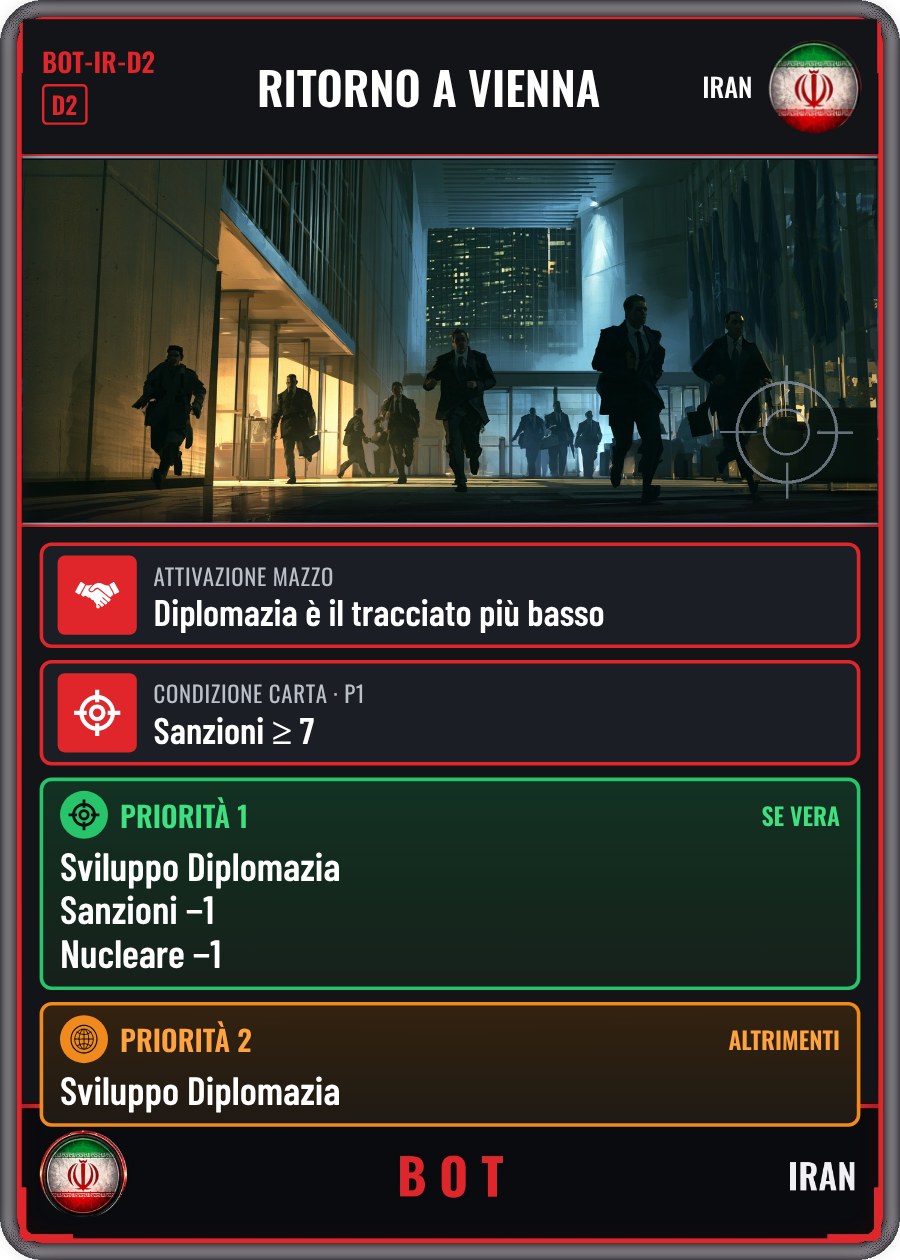 BOT-IR-D2
D2
RITORNO A VIENNA
IRAN
ATTIVAZIONE MAZZO
Diplomazia è il tracciato più basso
CONDIZIONE CARTA · P1
Sanzioni ≥ 7
PRIORITÀ 1
SE VERA
Sviluppo Diplomazia
Sanzioni −1
Nucleare −1
PRIORITÀ 2
ALTRIMENTI
Sviluppo Diplomazia
BOT
IRAN